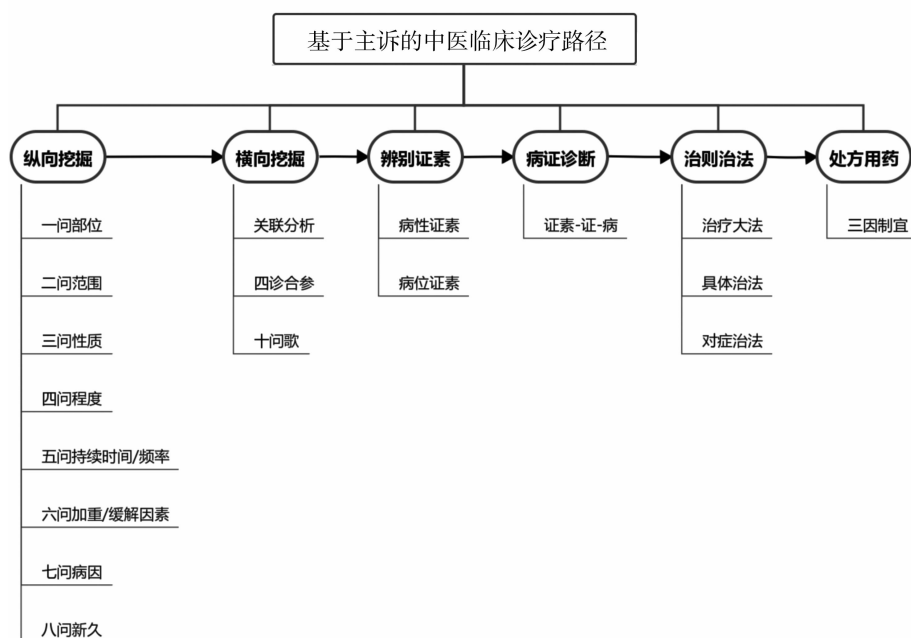 基于主诉的中医临床诊疗路径
纵向挖掘
横向挖掘
辨别证素
病证诊断
治则治法
处方用药
一问部位
二问范围
三问性质
四问程度
五问持续时间/频率
六问加重/缓解因素
七问病因
八问新久
关联分析
四诊合参
十问歌
病性证素
病位证素
证素-证-病
治疗大法
具体治法
对症治法
三因制宜